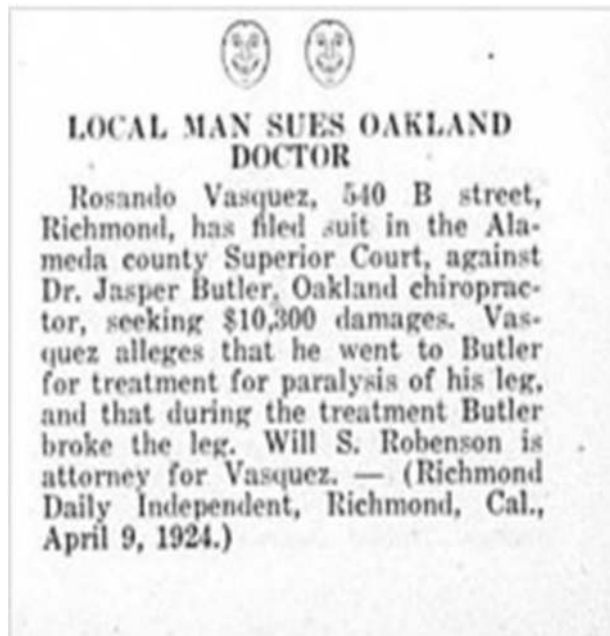 LOCAL MAN SUES OAKLAND
DOCTOR
Rosando Vasquez, 540 B street,
Richmond, has filed suit in the Ala-
meda county Superior Court, against
Dr. Jasper Butler, Oakland chiroprac-
tor, seeking $10,300 damages. Vas-
quez alleges that he went to Butler
for treatment for paralysis of his leg,
and that during the treatment Butler
broke the leg. Will S. Robenson is
attorney for Vasquez. — (Richmond
Daily Independent, Richmond, Cal.,
April 9, 1924.)